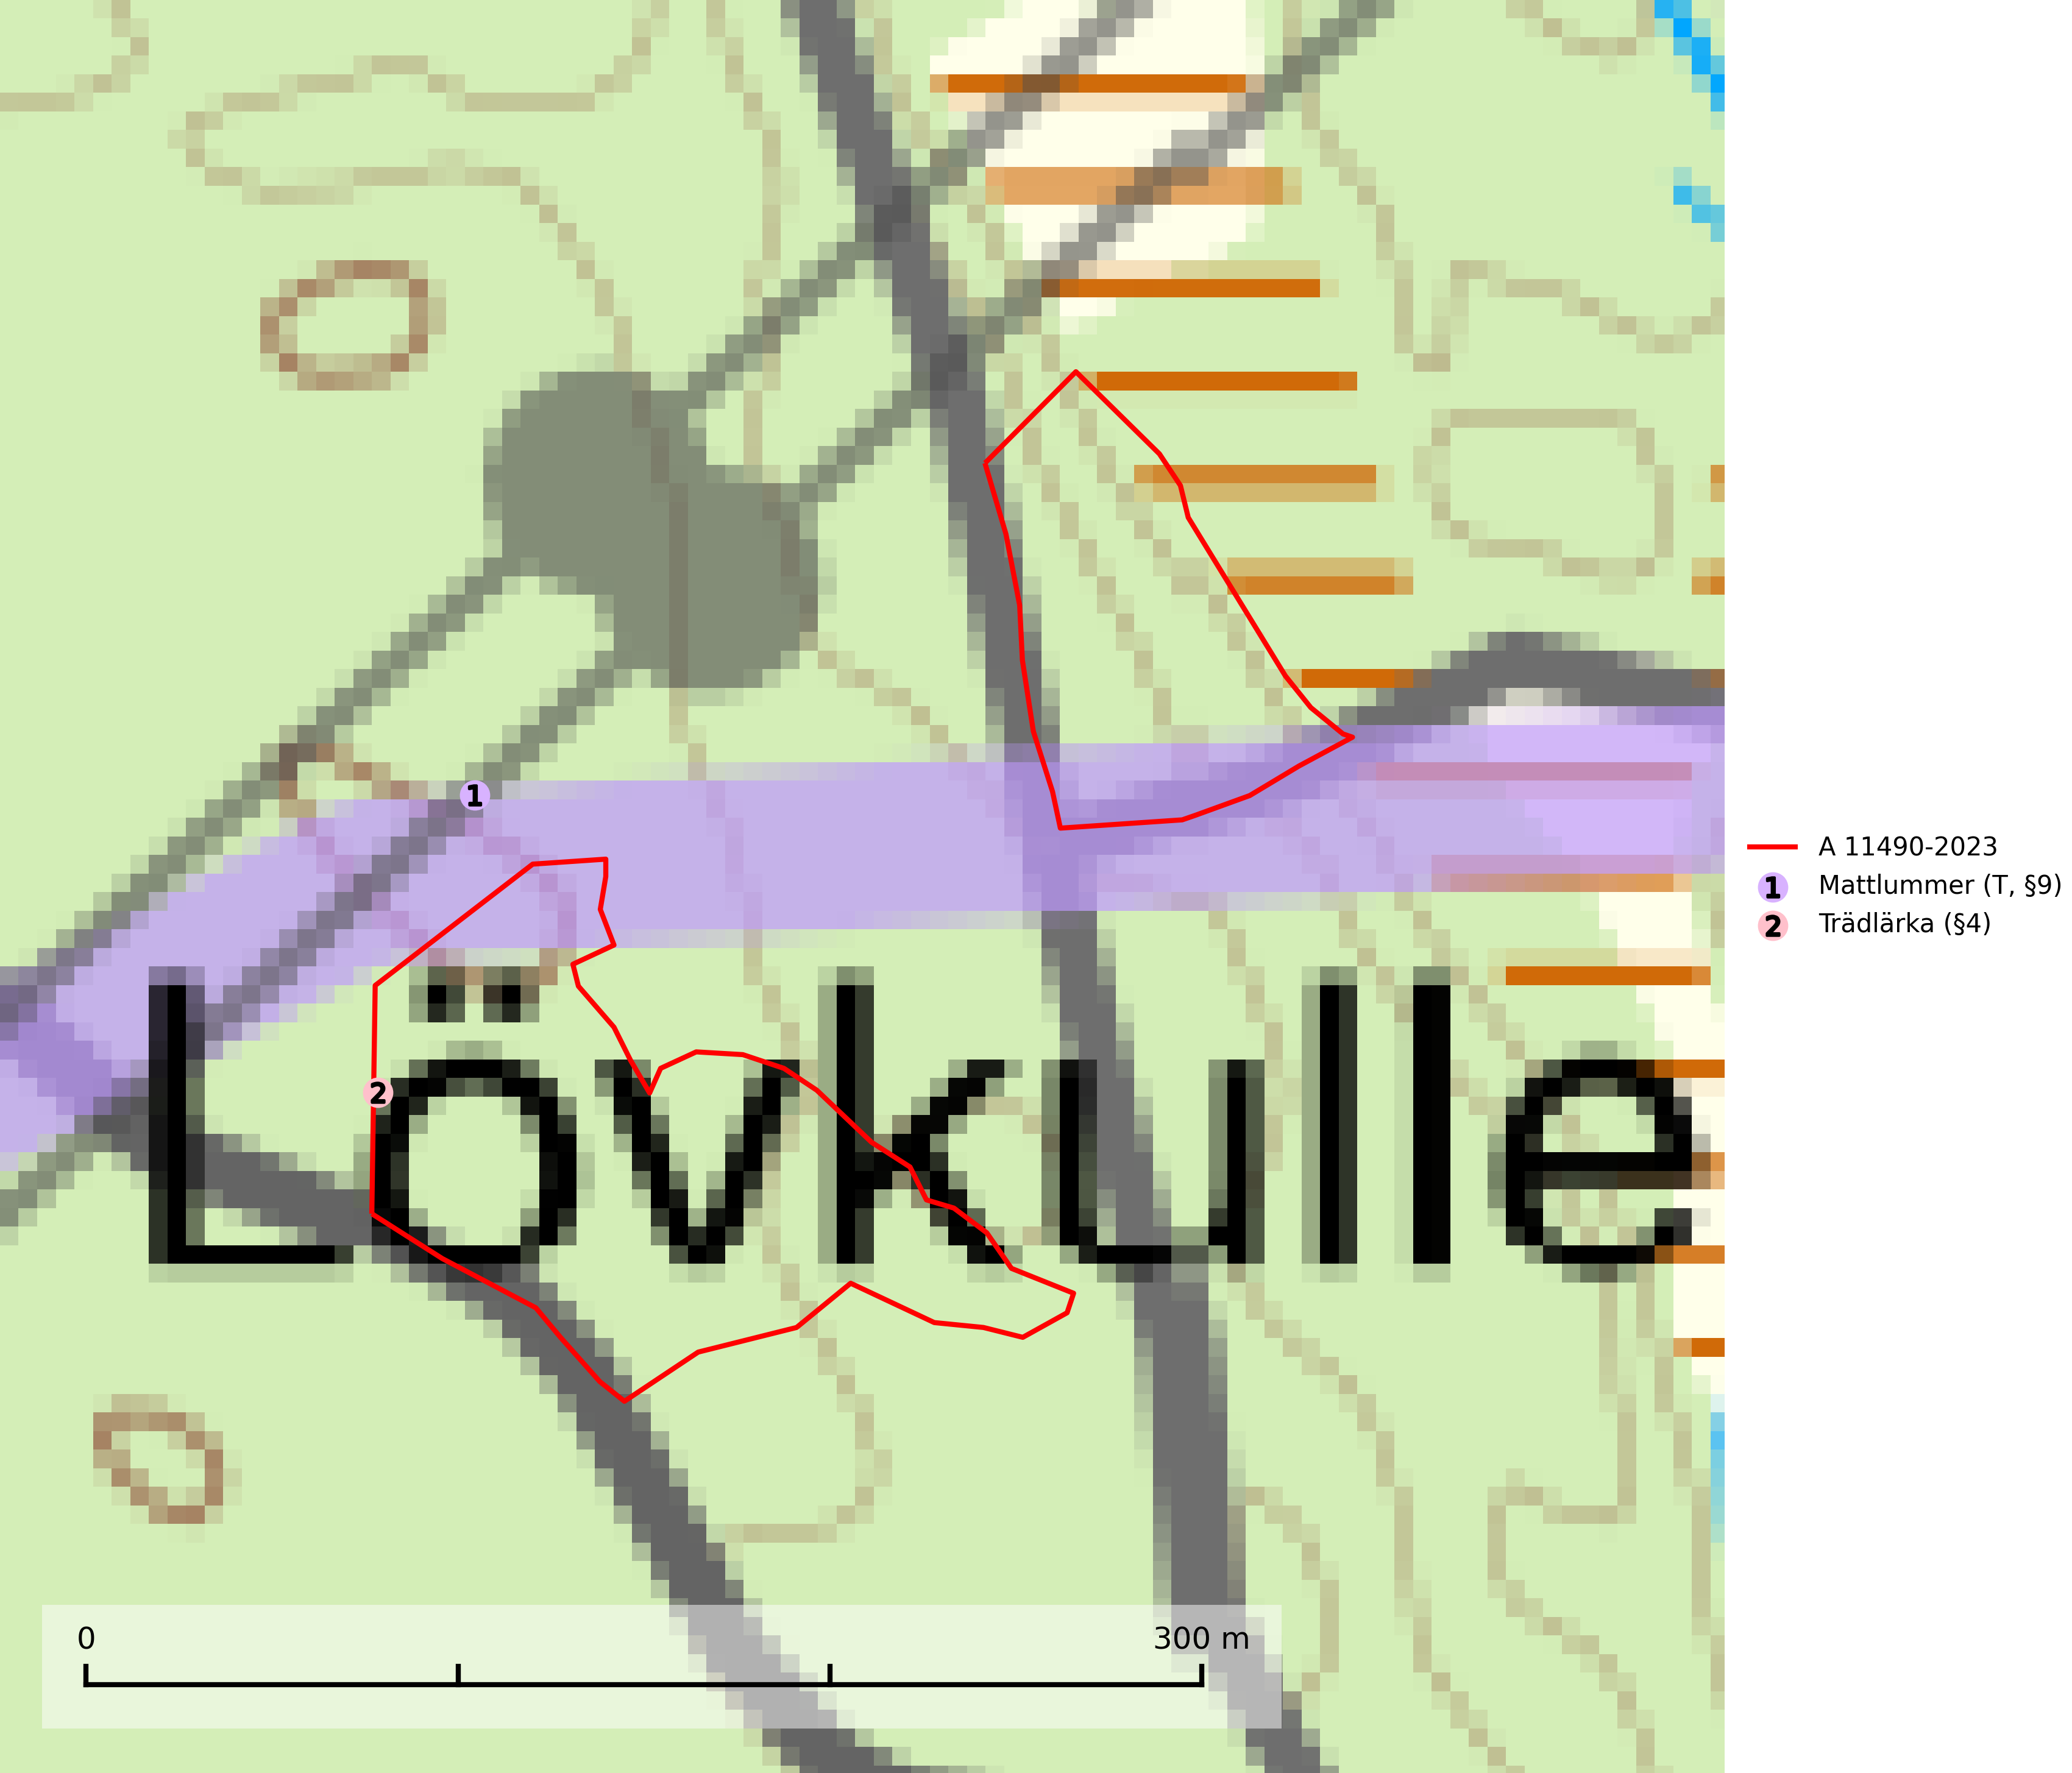 1
2
Lövkulle
0 300 m
A 11490-2023
1 Mattlummer (T, §9)
2 Trädlärka (§4)